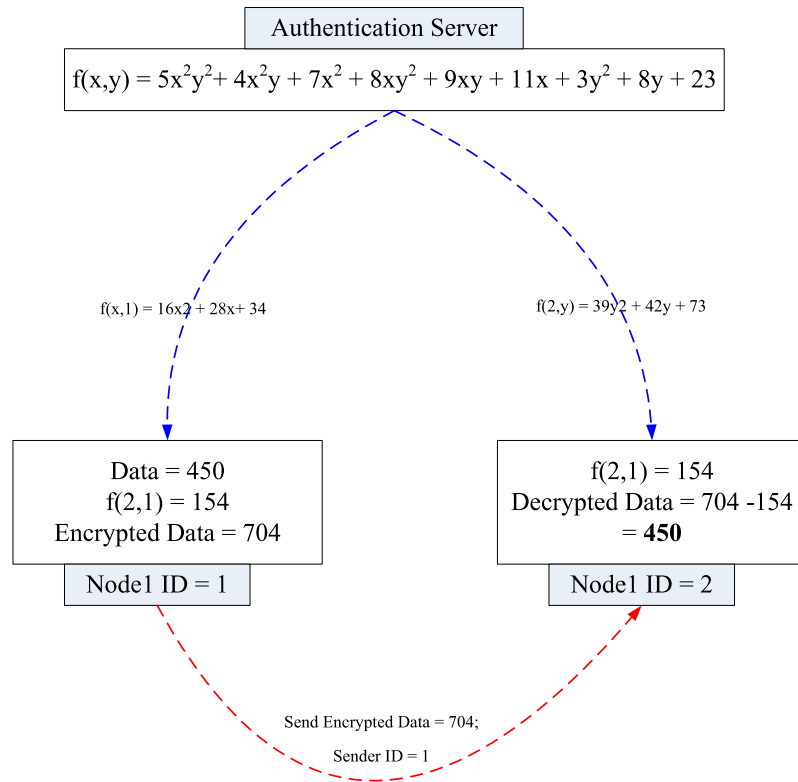 Authentication Server
f(x,y) = 5x²y²+ 4x²y + 7x² + 8xy² + 9xy + 11x + 3y² + 8y + 23
f(x,1) = 16x2 + 28x+ 34
f(2,y) = 39y2 + 42y + 73
Data = 450
f(2,1) = 154
Encrypted Data = 704
Node1 ID = 1
f(2,1) = 154
Decrypted Data = 704 -154
= 450
Node1 ID = 2
Send Encrypted Data = 704;
Sender ID = 1